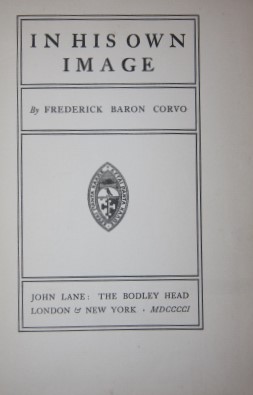 IN HIS OWN
IMAGE
By FREDERICK BARON CORVO
JOHN LANE: THE BODLEY HEAD
LONDON & NEW YORK · MDCCCCI